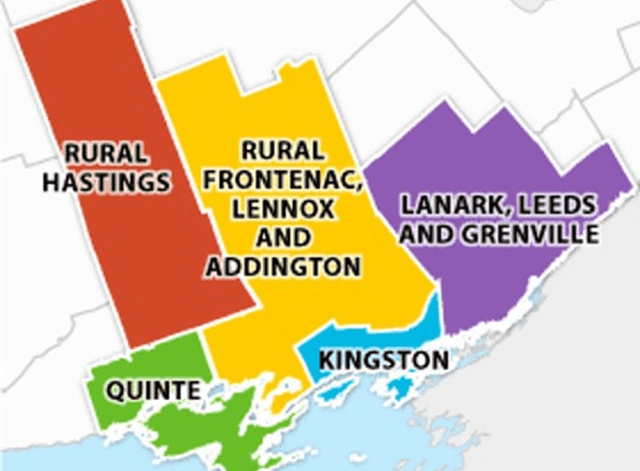 RURAL
HASTINGS
RURAL
FRONTENAC,
LENNOX
AND
ADDINGTON
LANARK, LEEDS
AND GRENVILLE
QUINTE
KINGSTON